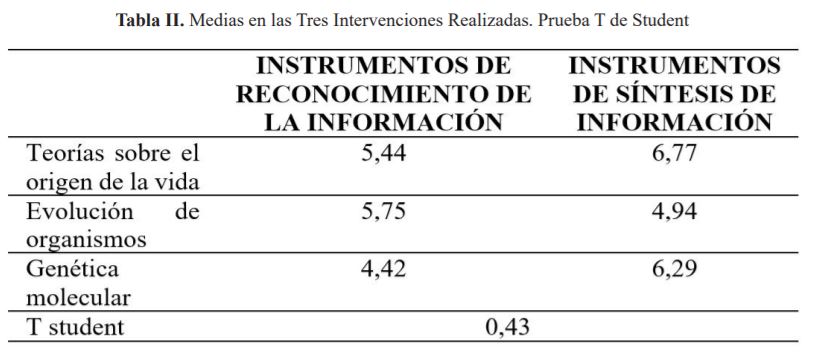 Tabla II. Medias en las Tres Intervenciones Realizadas. Prueba T de Student
INSTRUMENTOS DE RECONOCIMIENTO DE LA INFORMACIÓN INSTRUMENTOS DE SÍNTESIS DE INFORMACIÓN
Teorías sobre el origen de la vida 5,44 6,77
Evolución de organismos 5,75 4,94
Genética molecular 4,42 6,29
T student 0,43